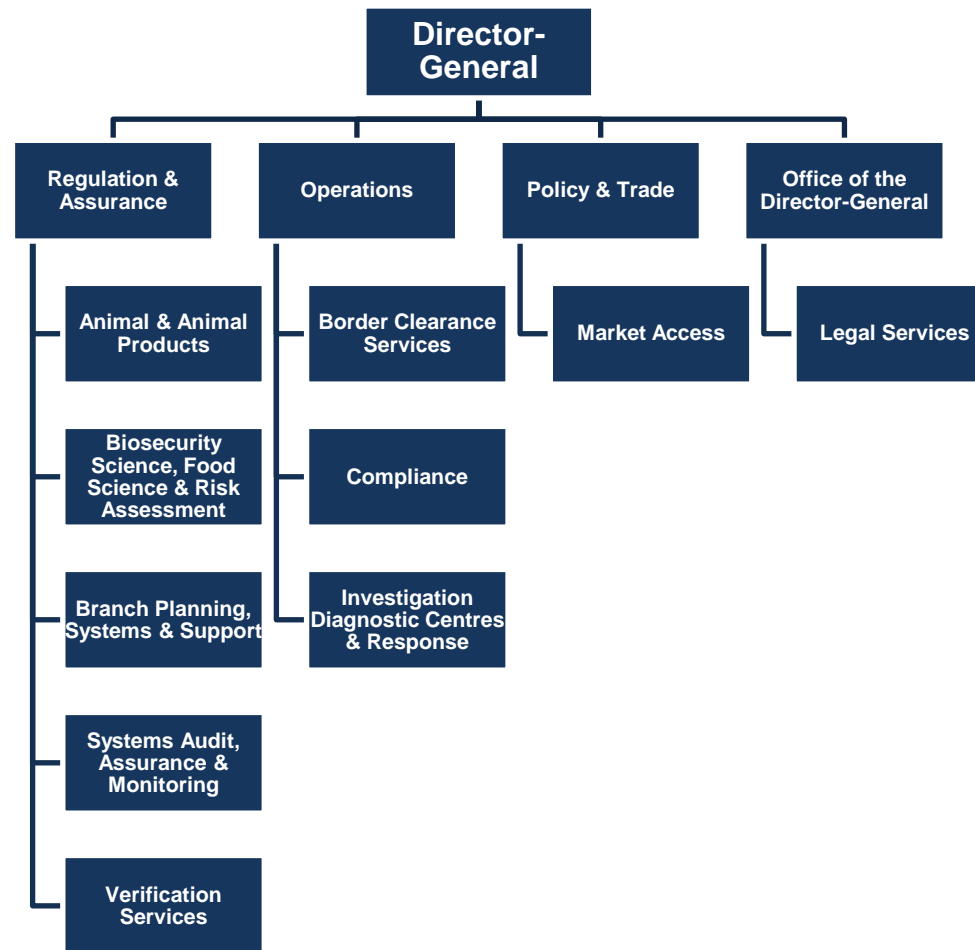 Director-
General
Regulation &
Assurance
Operations
Policy & Trade
Office of the
Director-General
Animal & Animal
Products
Border Clearance
Services
Market Access
Legal Services
Biosecurity
Science, Food
Science & Risk
Assessment
Compliance
Branch Planning,
Systems & Support
Investigation
Diagnostic Centres
& Response
Systems Audit,
Assurance &
Monitoring
Verification
Services